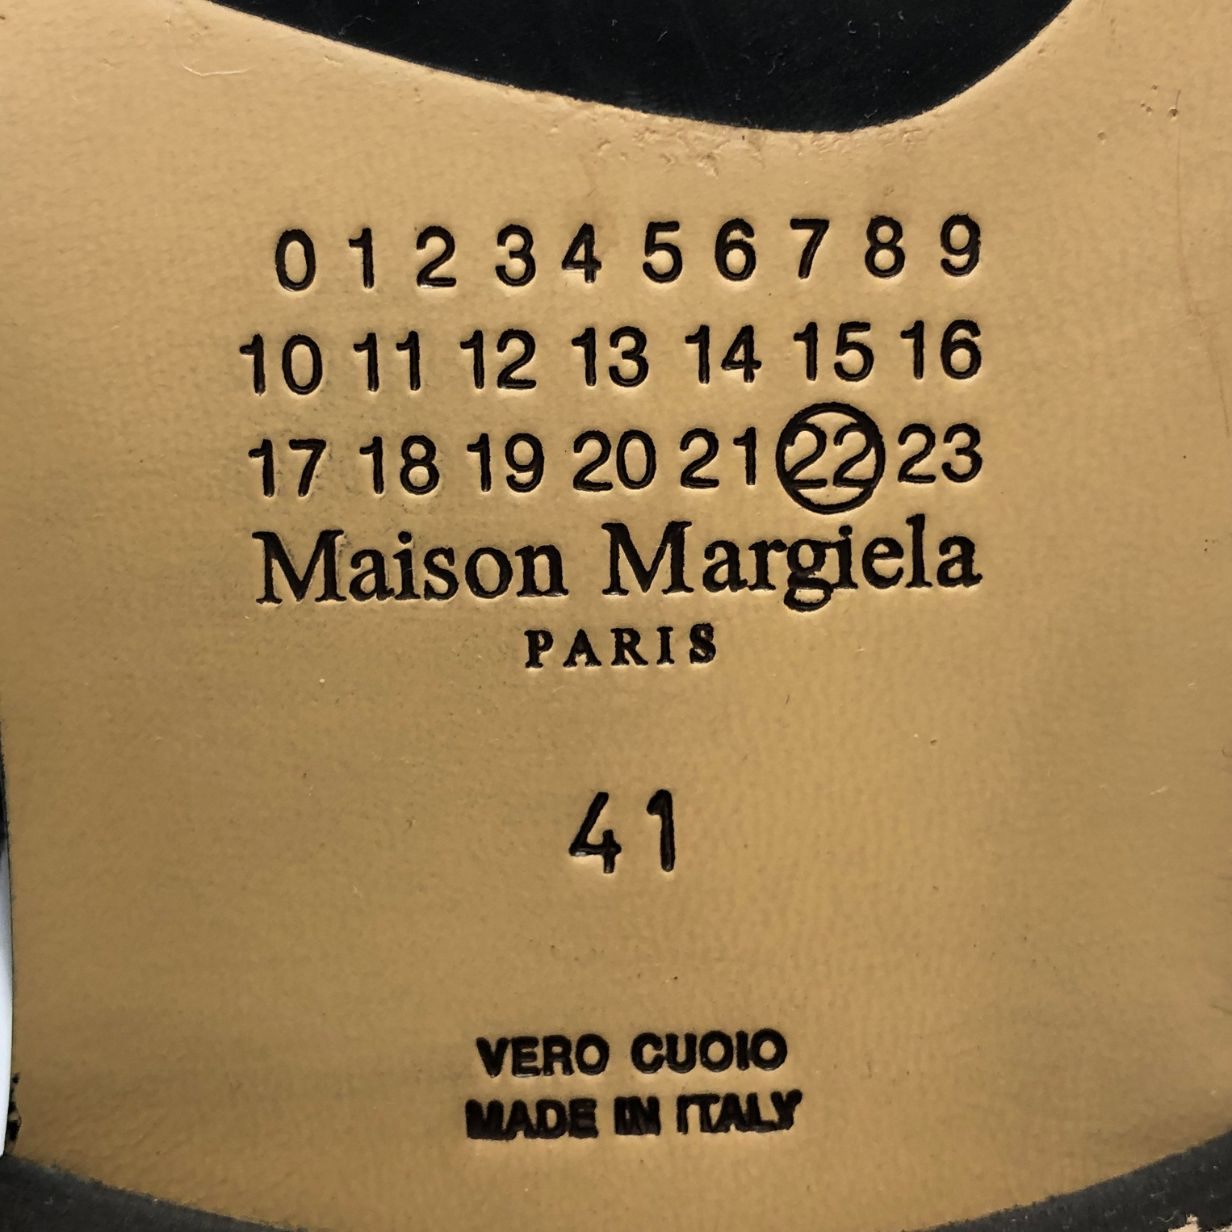 0 1 2 3 4 5 6 7 8 9
10 11 12 13 14 15 16
17 18 19 20 21 22 23
Maison Margiela
PARIS
41
VERO CUOIO
MADE IN ITALY